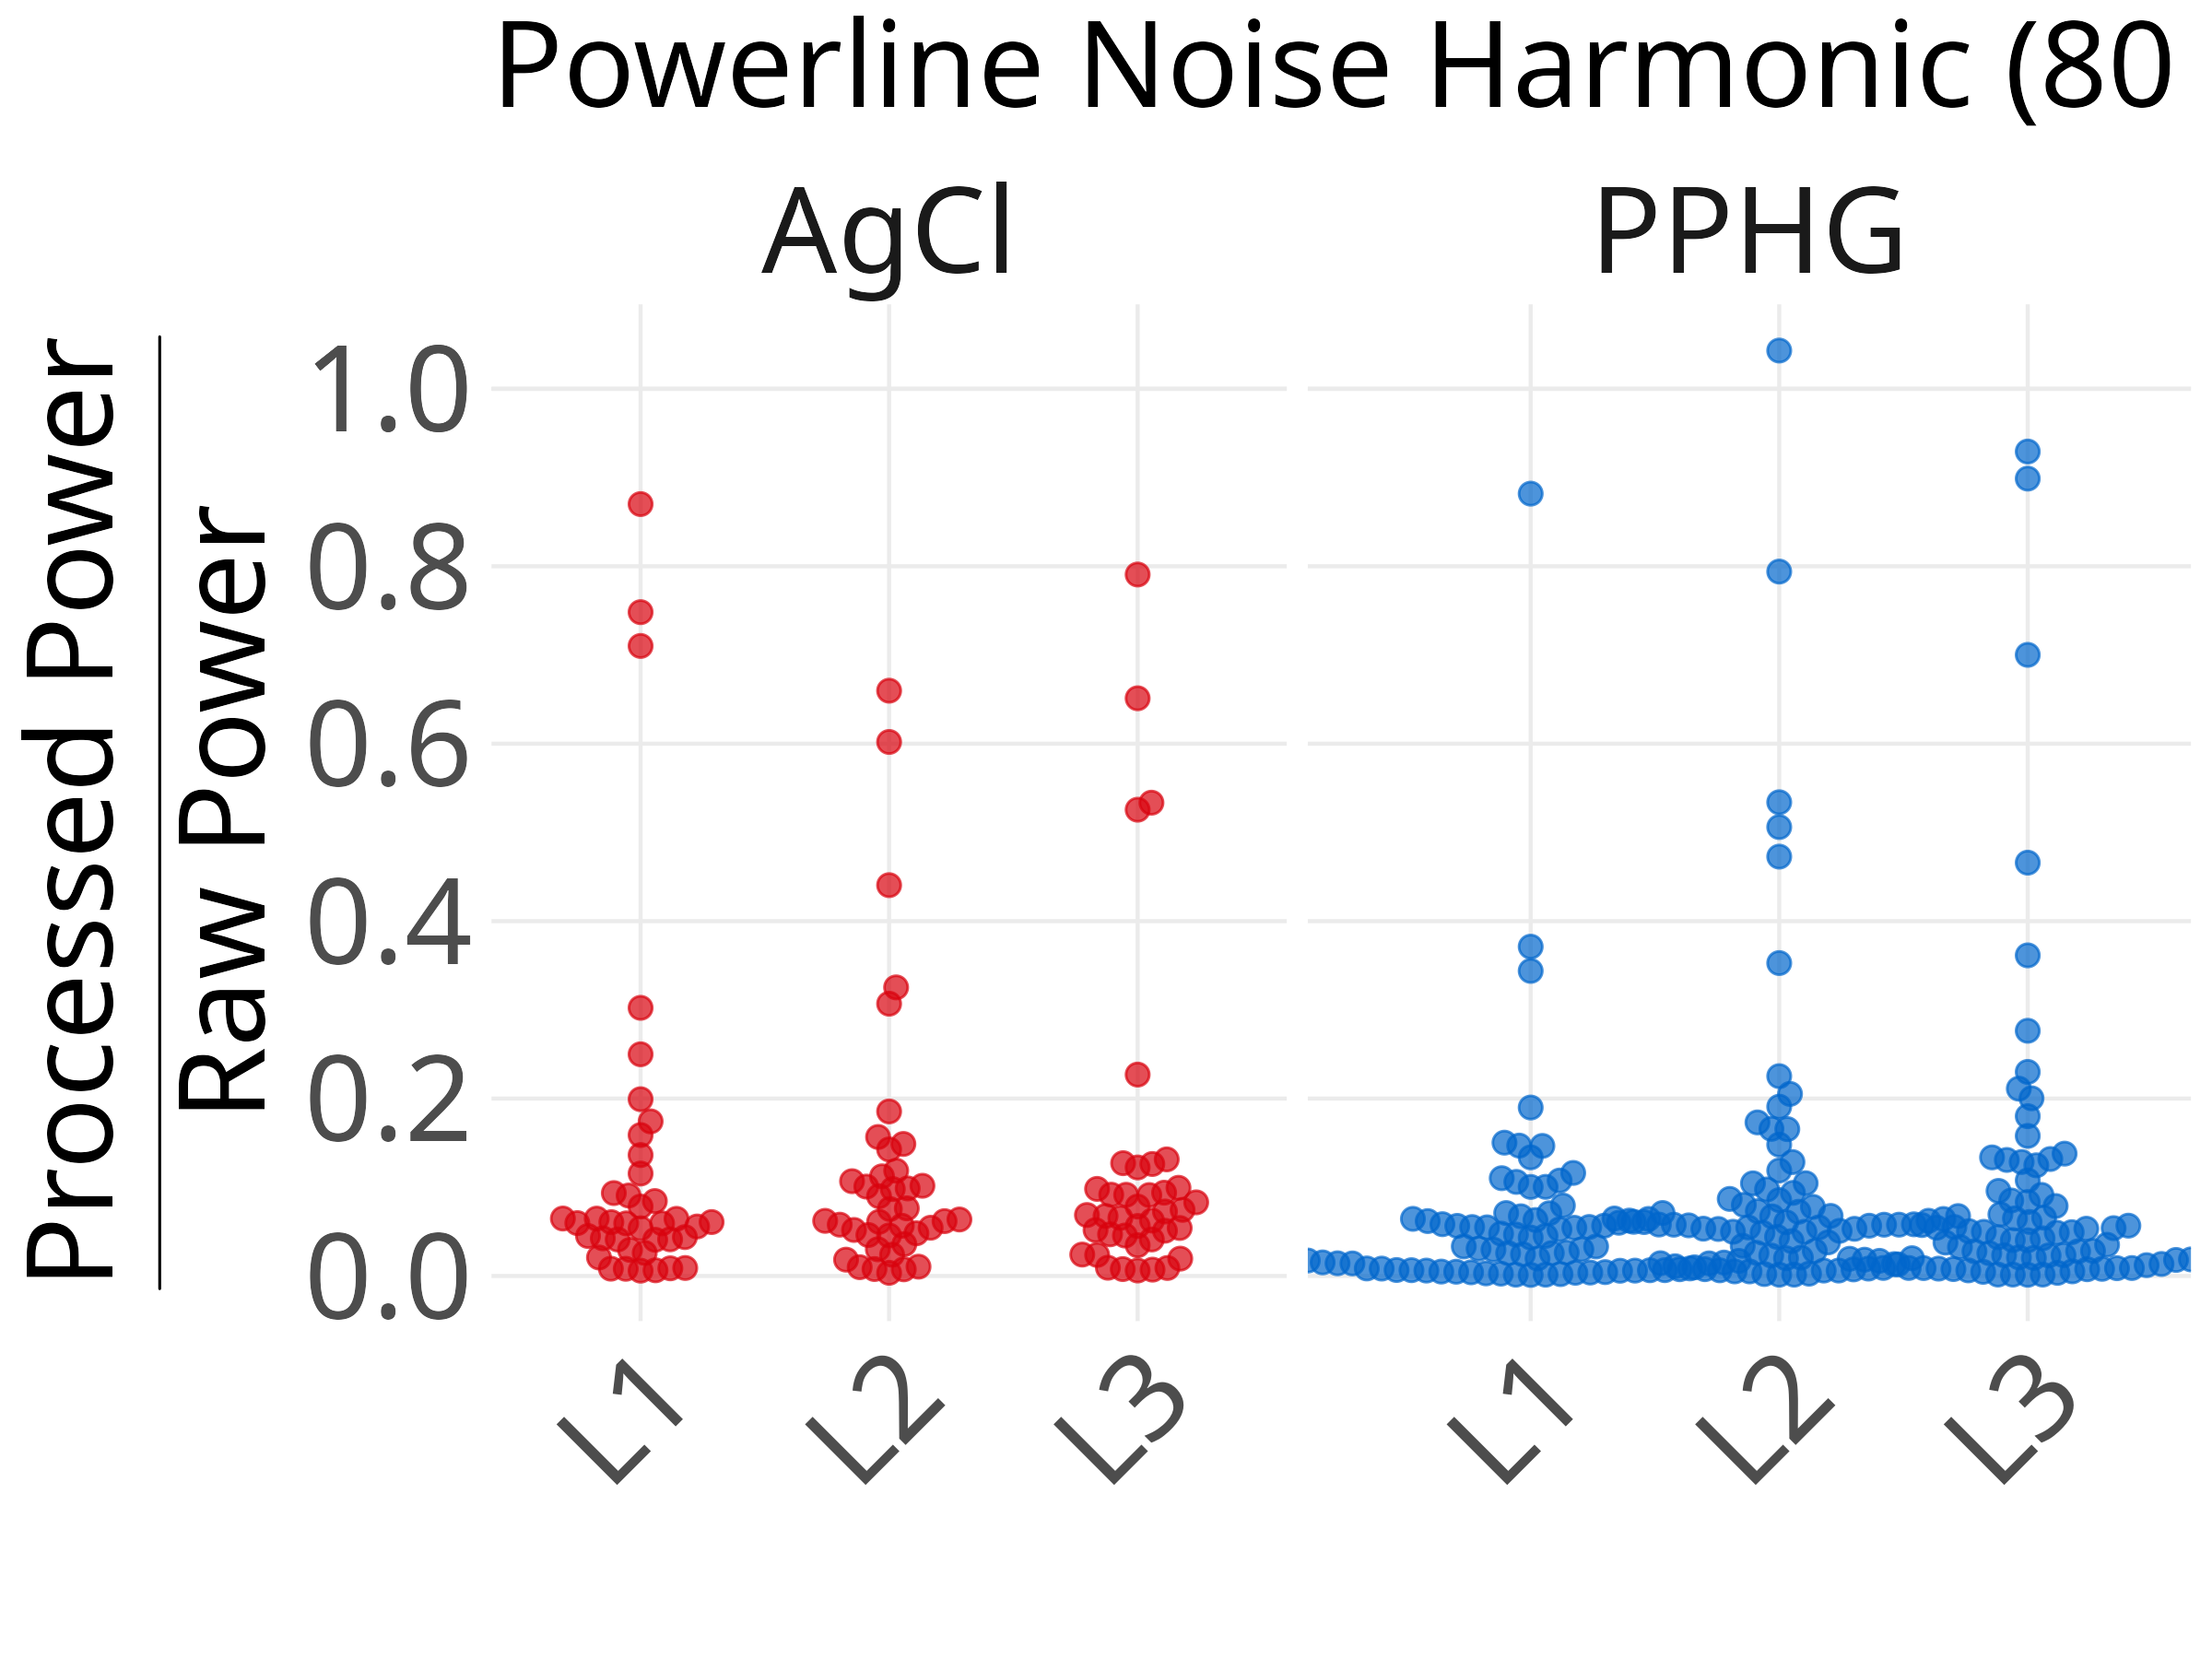 Powerline Noise Harmonic (80
AgCl
PPHG
Processed Power
Raw Power
1.0
0.8
0.6
0.4
0.2
0.0
L1
L2
L3
L1
L2
L3